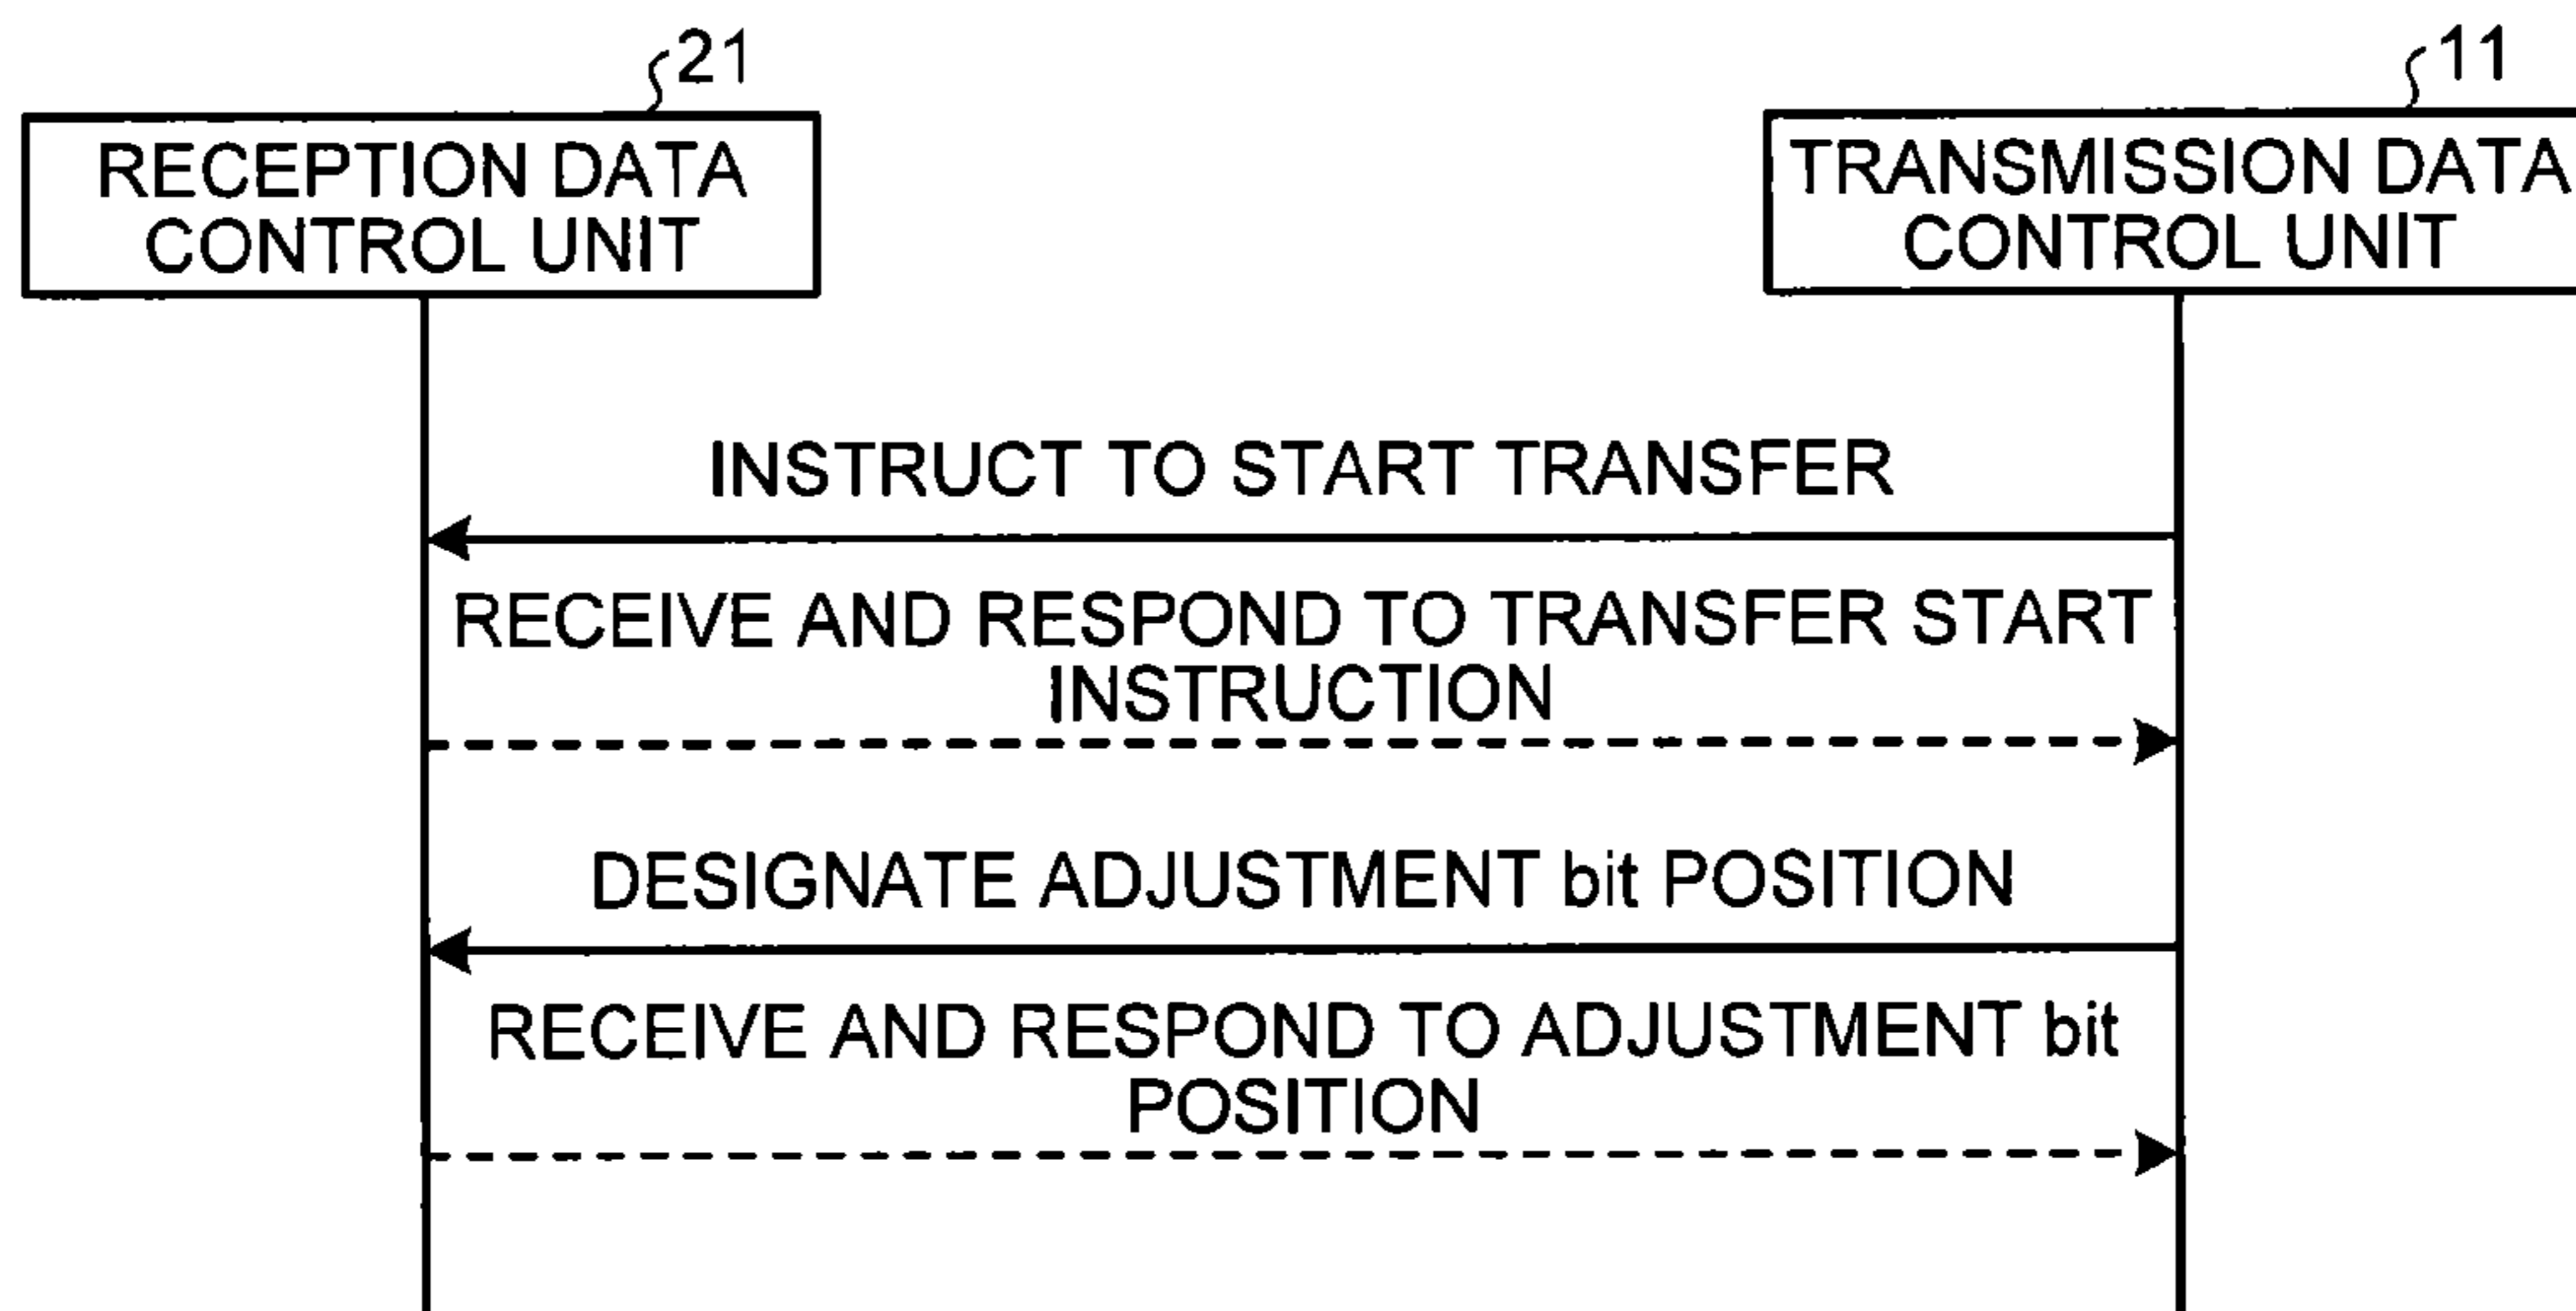 21
RECEPTION DATA
CONTROL UNIT
11
TRANSMISSION DATA
CONTROL UNIT
INSTRUCT TO START TRANSFER
RECEIVE AND RESPOND TO TRANSFER START
INSTRUCTION
DESIGNATE ADJUSTMENT bit POSITION
RECEIVE AND RESPOND TO ADJUSTMENT bit
POSITION